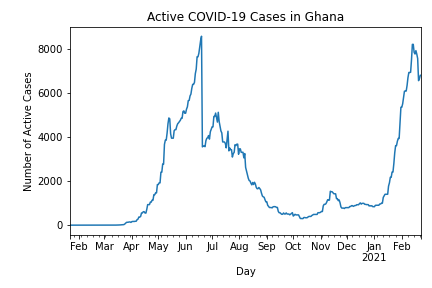 Active COVID-19 Cases in Ghana
Number of Active Cases
8000
6000
4000
2000
0
Feb Mar Apr May Jun Jul Aug Sep Oct Nov Dec Jan Feb
2021
Day